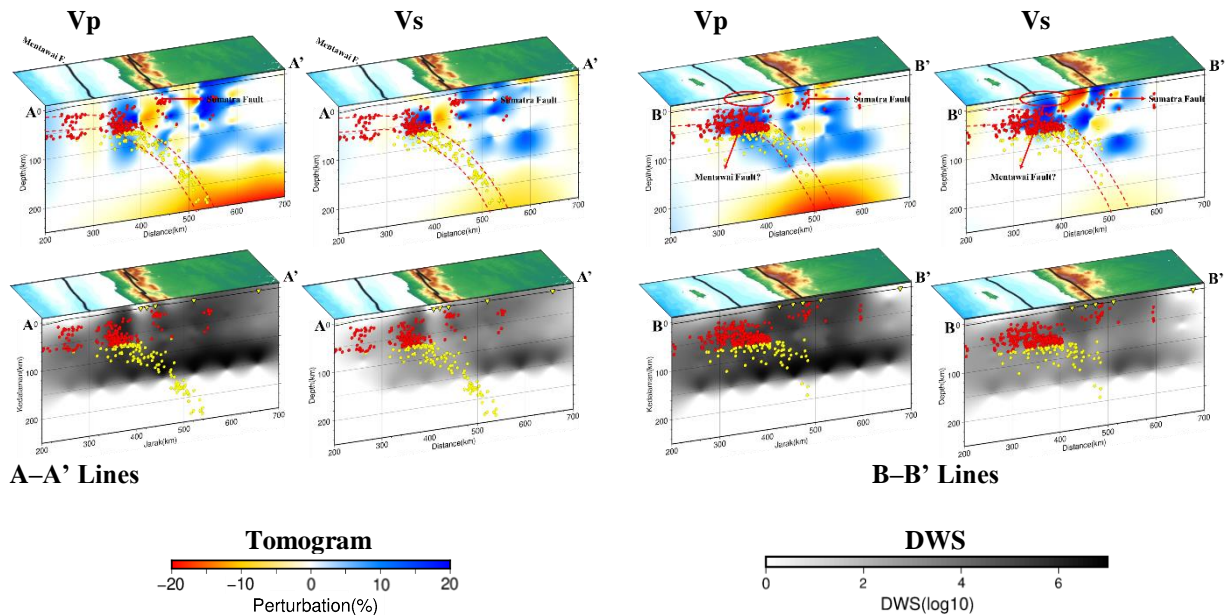 Vp
Vs
Vp
Vs
Mentawai F.
A'
A
Sumatra Fault
Depth(km)
0
100
200
200
300
400
500
600
700
Distance(km)
Mentawai F.
A'
A
Sumatra Fault
Depth(km)
0
100
200
200
300
400
500
600
700
Distance(km)
B'
B
Sumatra Fault
Mentawai Fault?
Depth(km)
0
100
200
200
300
400
500
600
700
Distance(km)
B'
B
Sumatra Fault
Mentawai Fault?
Depth(km)
0
100
200
200
300
400
500
600
700
Distance(km)
A'
A
Kedalaman(km)
0
100
200
200
300
400
500
600
700
Jarak(km)
A'
A
Depth(km)
0
100
200
200
300
400
500
600
700
Distance(km)
B'
B
Kedalaman(km)
0
100
200
200
300
400
500
600
700
Jarak(km)
B'
B
Depth(km)
0
100
200
200
300
400
500
600
700
Distance(km)
A–A' Lines
B–B' Lines
Tomogram
−20
−10
0
10
20
Perturbation(%)
DWS
0
2
4
6
DWS(log10)